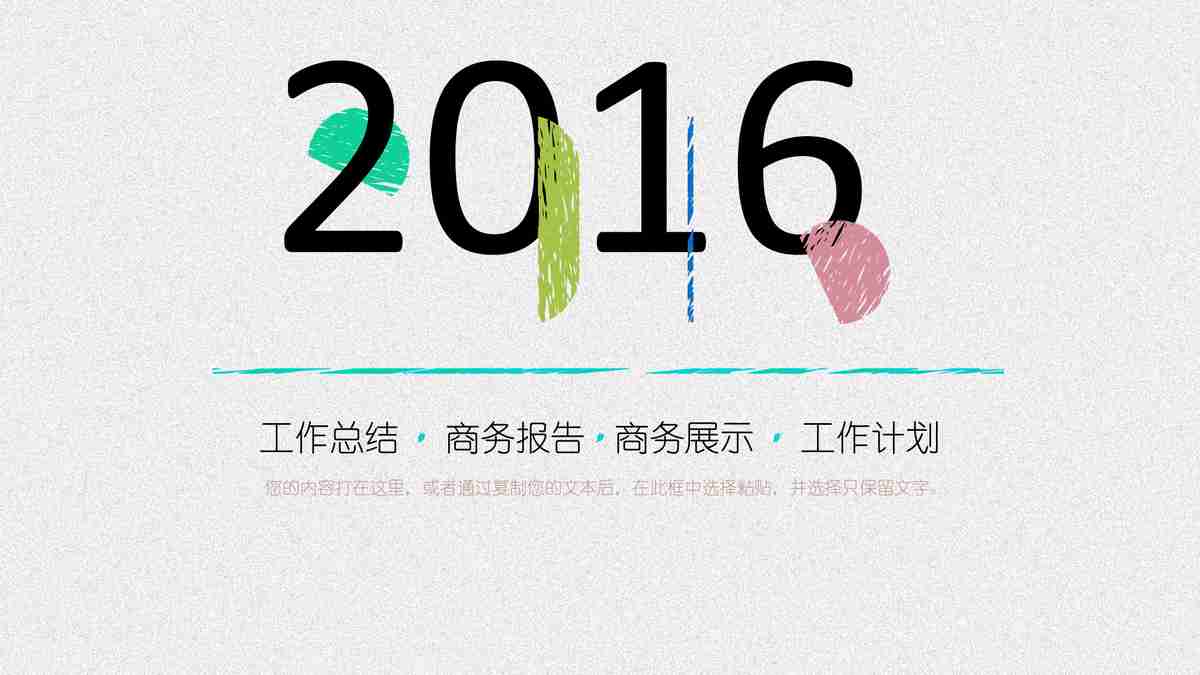 2016
工作总结 · 商务报告 · 商务展示 · 工作计划
您的内容打在这里，或者通过复制您的文本后，在此框中选择粘贴，并选择只保留文字。